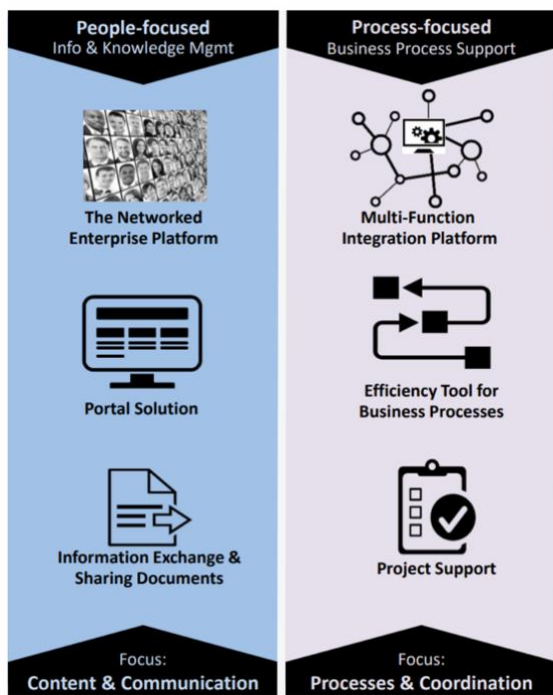 People-focused
Info & Knowledge Mgmt
The Networked
Enterprise Platform
Portal Solution
Information Exchange &
Sharing Documents
Focus:
Content & Communication
Process-focused
Business Process Support
Multi-Function
Integration Platform
Efficiency Tool for
Business Processes
Project Support
Focus:
Processes & Coordination